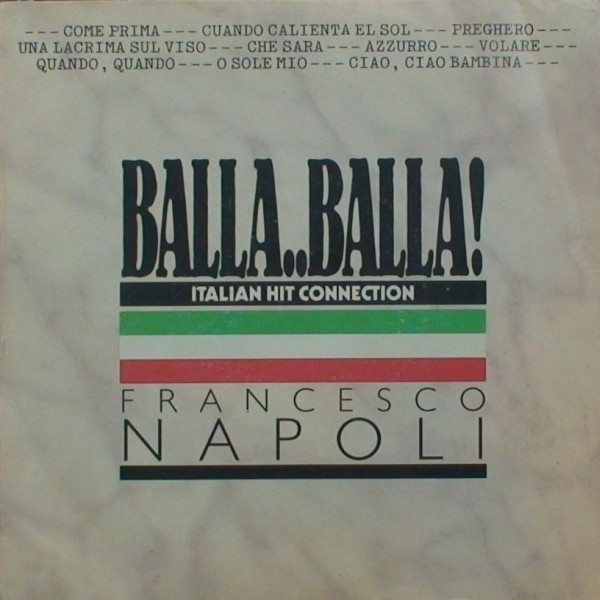 --- COME PRIMA --- CUANDO CALIENTA EL SOL --- PREGHERO ---
UNA LACRIMA SUL VISO --- CHE SARA --- AZZURRO --- VOLARE ---
QUANDO, QUANDO --- O SOLE MIO --- CIAO, CIAO BAMBINA ---
BALLA..BALLA!
ITALIAN HIT CONNECTION
FRANCESCO
NAPOLI